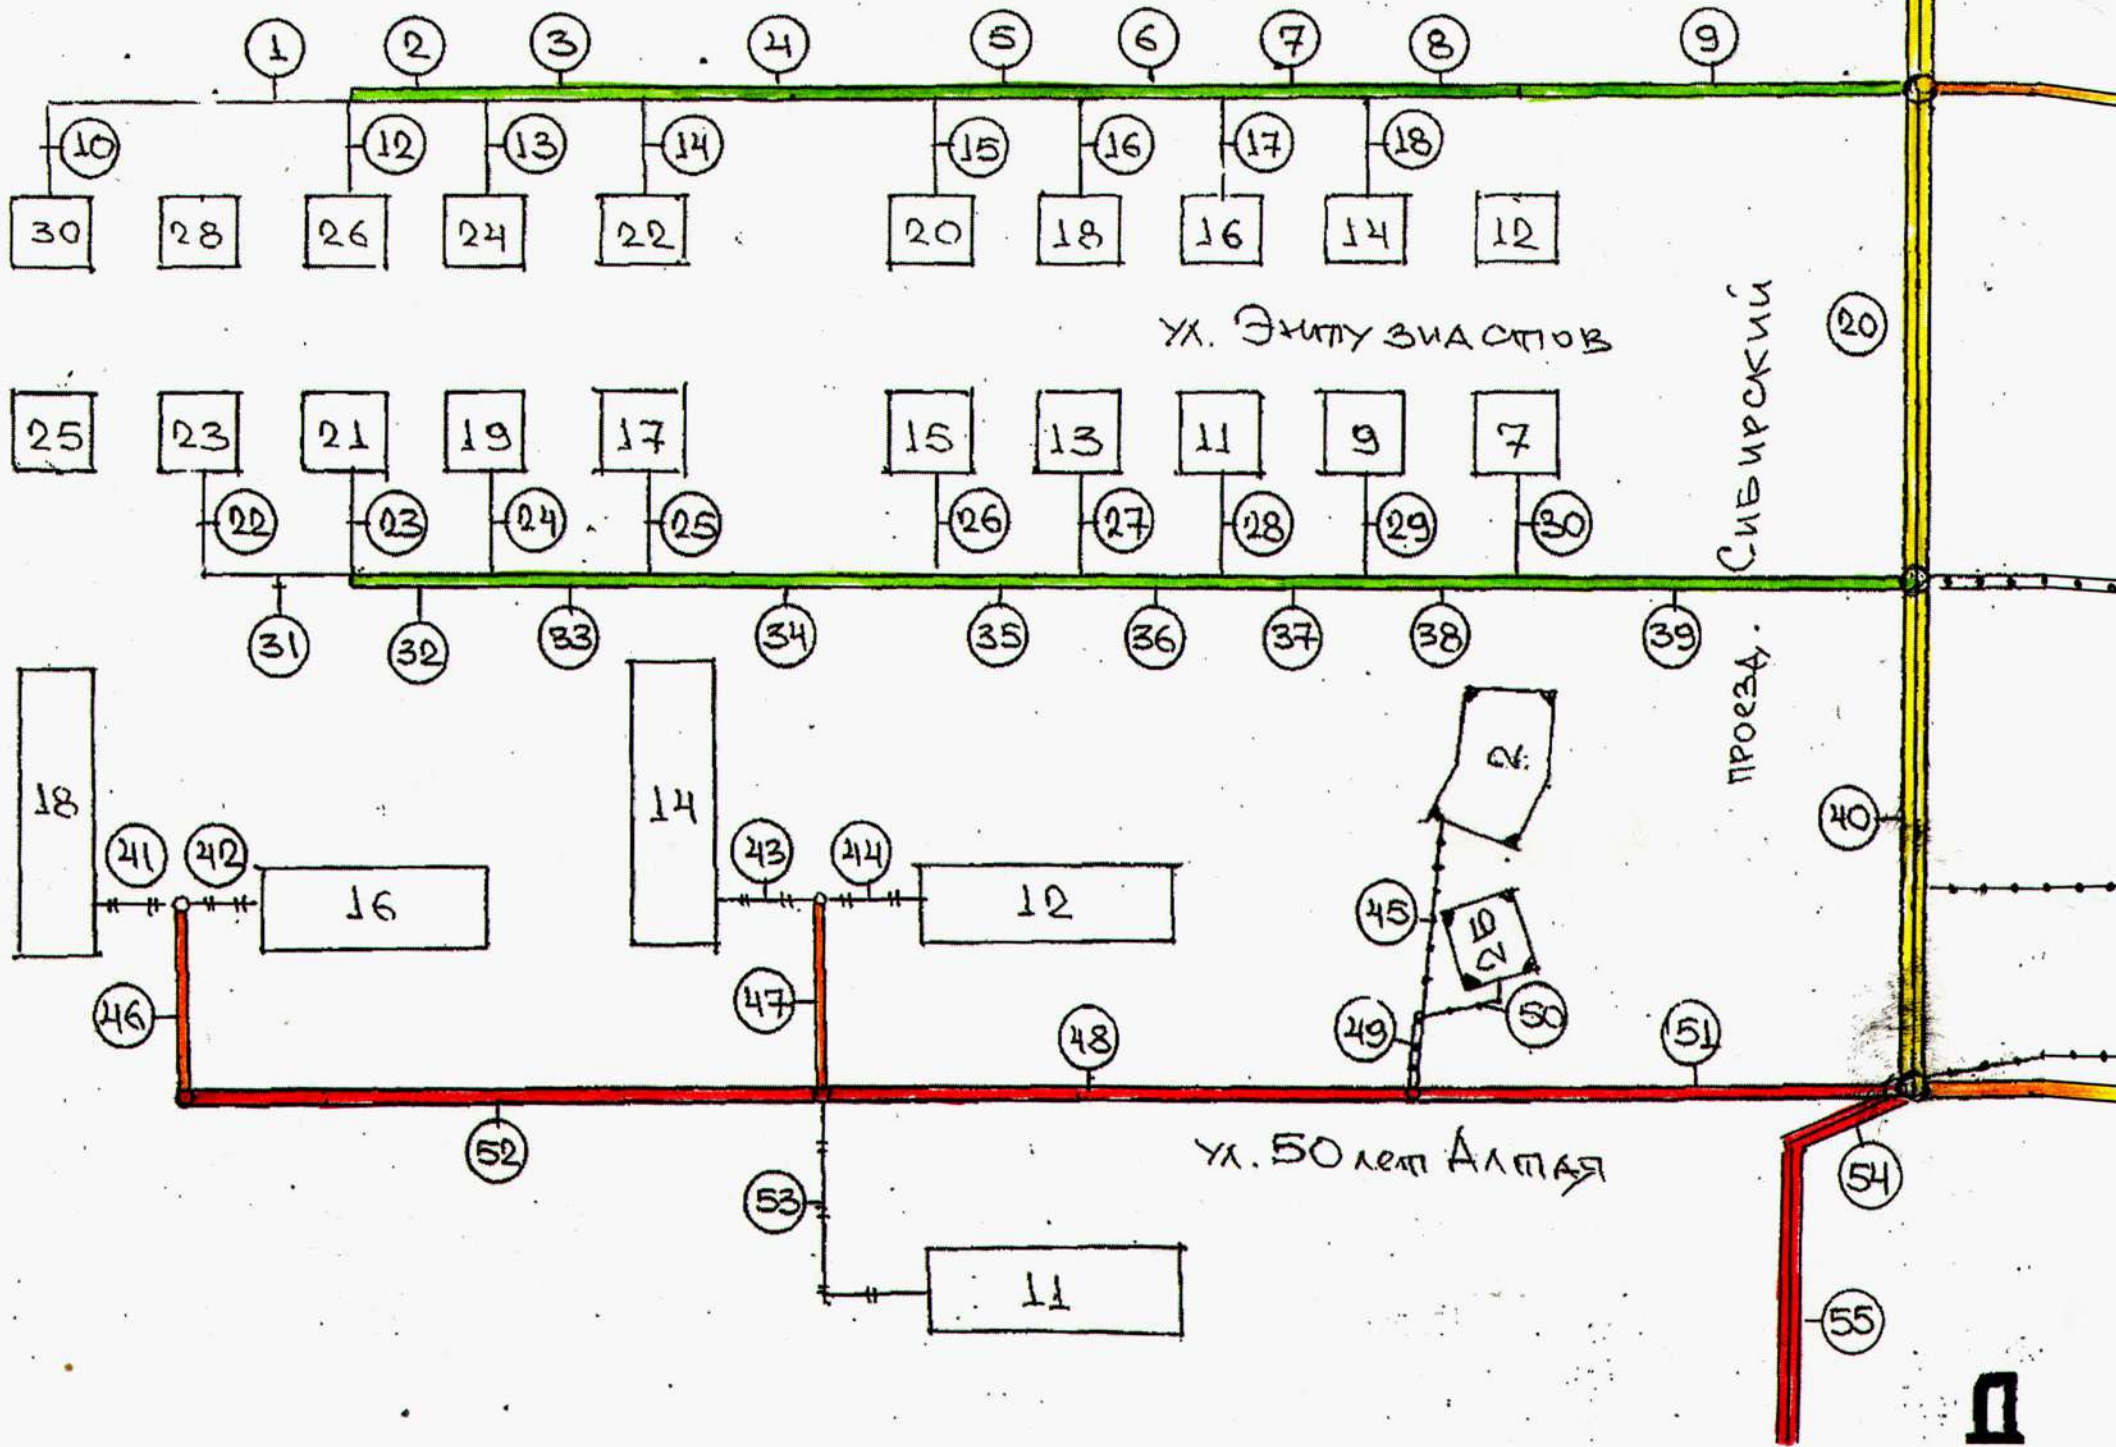 1 2 3 4 5 6 7 8 9
10 12 13 14 15 16 17 18
30 28 26 24 22 20 18 16 14 12
ул. Энтузиастов
20
Сибирский
проезд.
25 23 21 19 17 15 13 11 9 7
22 23 24 25 26 27 28 29 30
31 32 33 34 35 36 37 38 39
18 14 2
40
41 42 43 44
16 12
45 2Б
46 47 48 49 50 51
52 53
ул. 50 лет Алтая
54
11
55
П